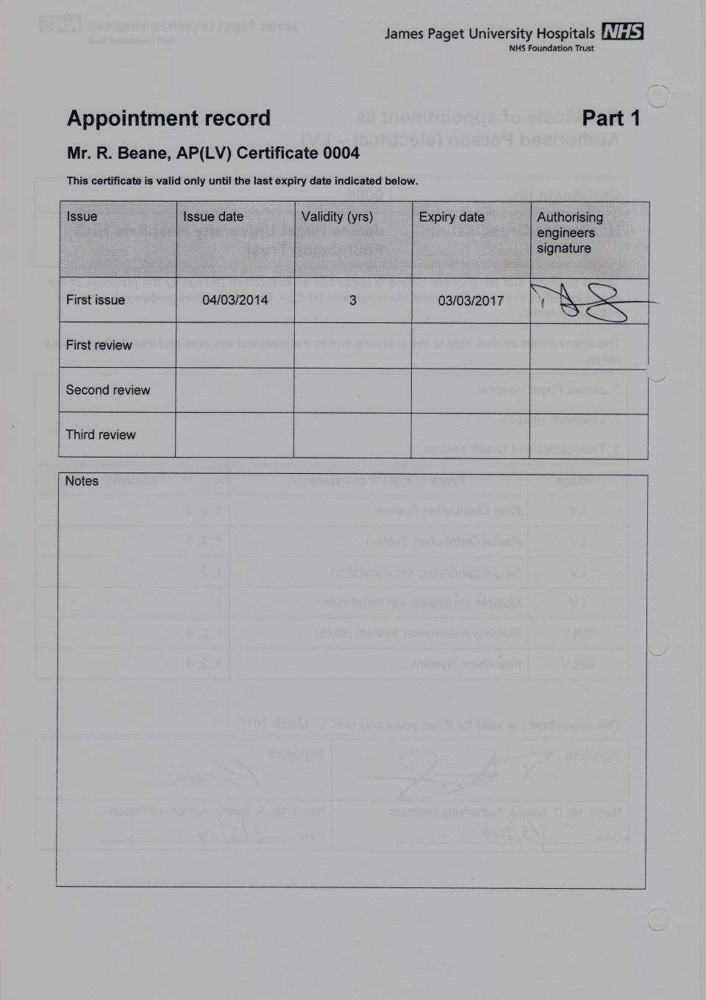 James Paget University Hospitals NHS
NHS Foundation Trust
Appointment record Part 1
Mr. R. Beane, AP(LV) Certificate 0004
This certificate is valid only until the last expiry date indicated below.
Issue Issue date Validity (yrs) Expiry date Authorising engineers signature
First issue 04/03/2014 3 03/03/2017
First review
Second review
Third review
Notes